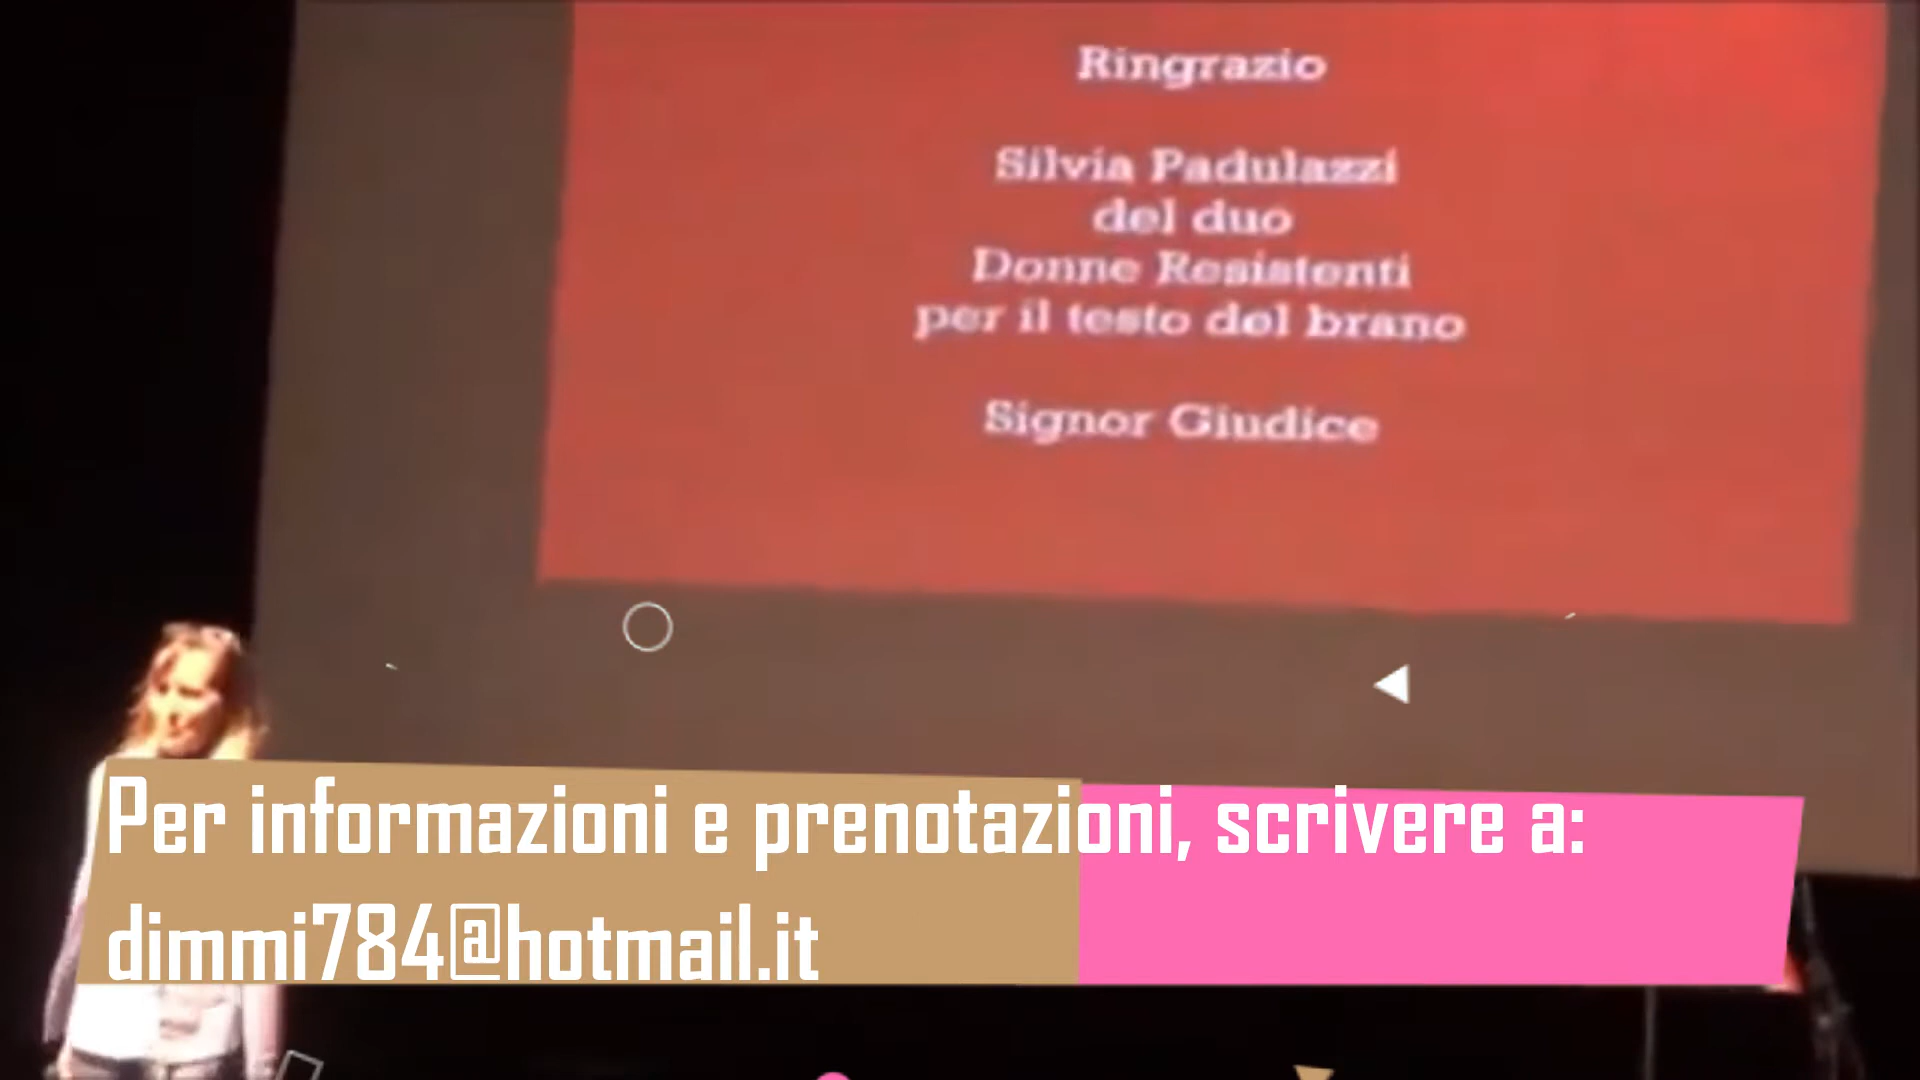 Ringrazio
Silvia Padulazzi
del duo
Donne Resistenti
per il testo del brano
Signor Giudice
Per informazioni e prenotazioni, scrivere a:
dimmi784@hotmail.it